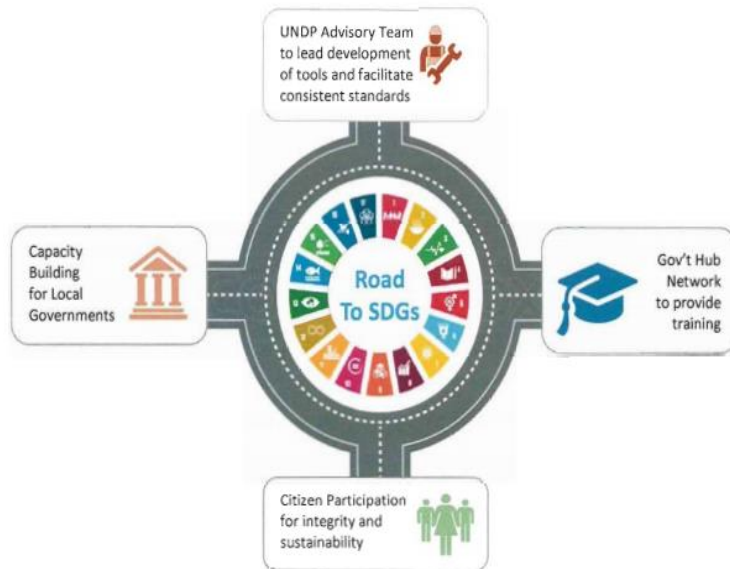 UNDP Advisory Team
to lead development
of tools and facilitate
consistent standards
Capacity
Building
for Local
Governments
Road
To SDGs
Gov't Hub
Network
to provide
training
Citizen Participation
for integrity and
sustainability